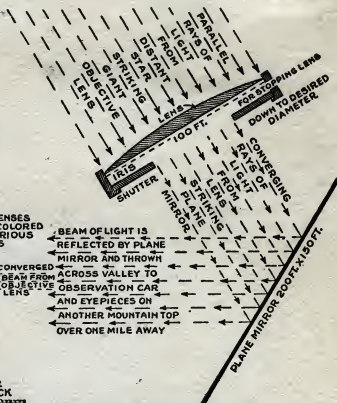 PARALLEL
RAYS OF
LIGHT
FROM
DISTANT
STAR
STRIKING
GIANT
OBJECTIVE
LENS
LENS
100 FT.
FOR STOPPING LENS
DOWN TO DESIRED
DIAMETER
IRIS
SHUTTER
CONVERGING
RAYS OF
LIGHT
FROM
LENS
STRIKING
PLANE
MIRROR
ENSES
COLORED
RIOUS
S
CONVERGED
BEAM FROM
OBJECTIVE
LENS
BEAM OF LIGHT IS
REFLECTED BY PLANE
MIRROR AND THROWN
ACROSS VALLEY TO
OBSERVATION CAR
AND EYEPIECES ON
ANOTHER MOUNTAIN TOP
OVER ONE MILE AWAY
PLANE MIRROR 200 FT. X 150 FT.
CK